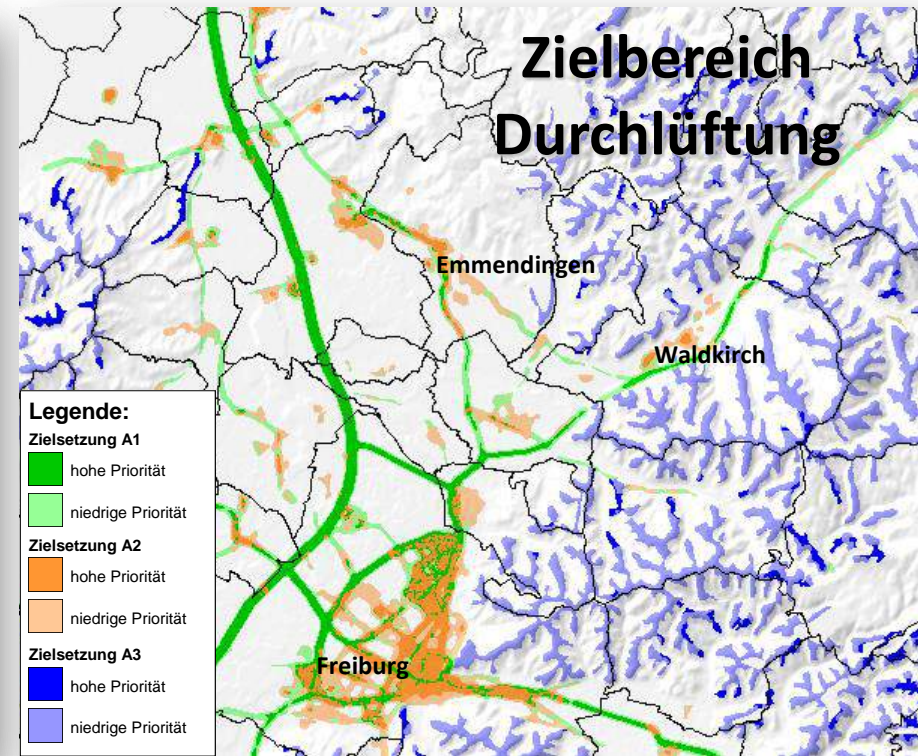 Zielbereich
Durchlüftung
Emmendingen
Waldkirch
Freiburg
Legende:
Zielsetzung A1
hohe Priorität
niedrige Priorität
Zielsetzung A2
hohe Priorität
niedrige Priorität
Zielsetzung A3
hohe Priorität
niedrige Priorität